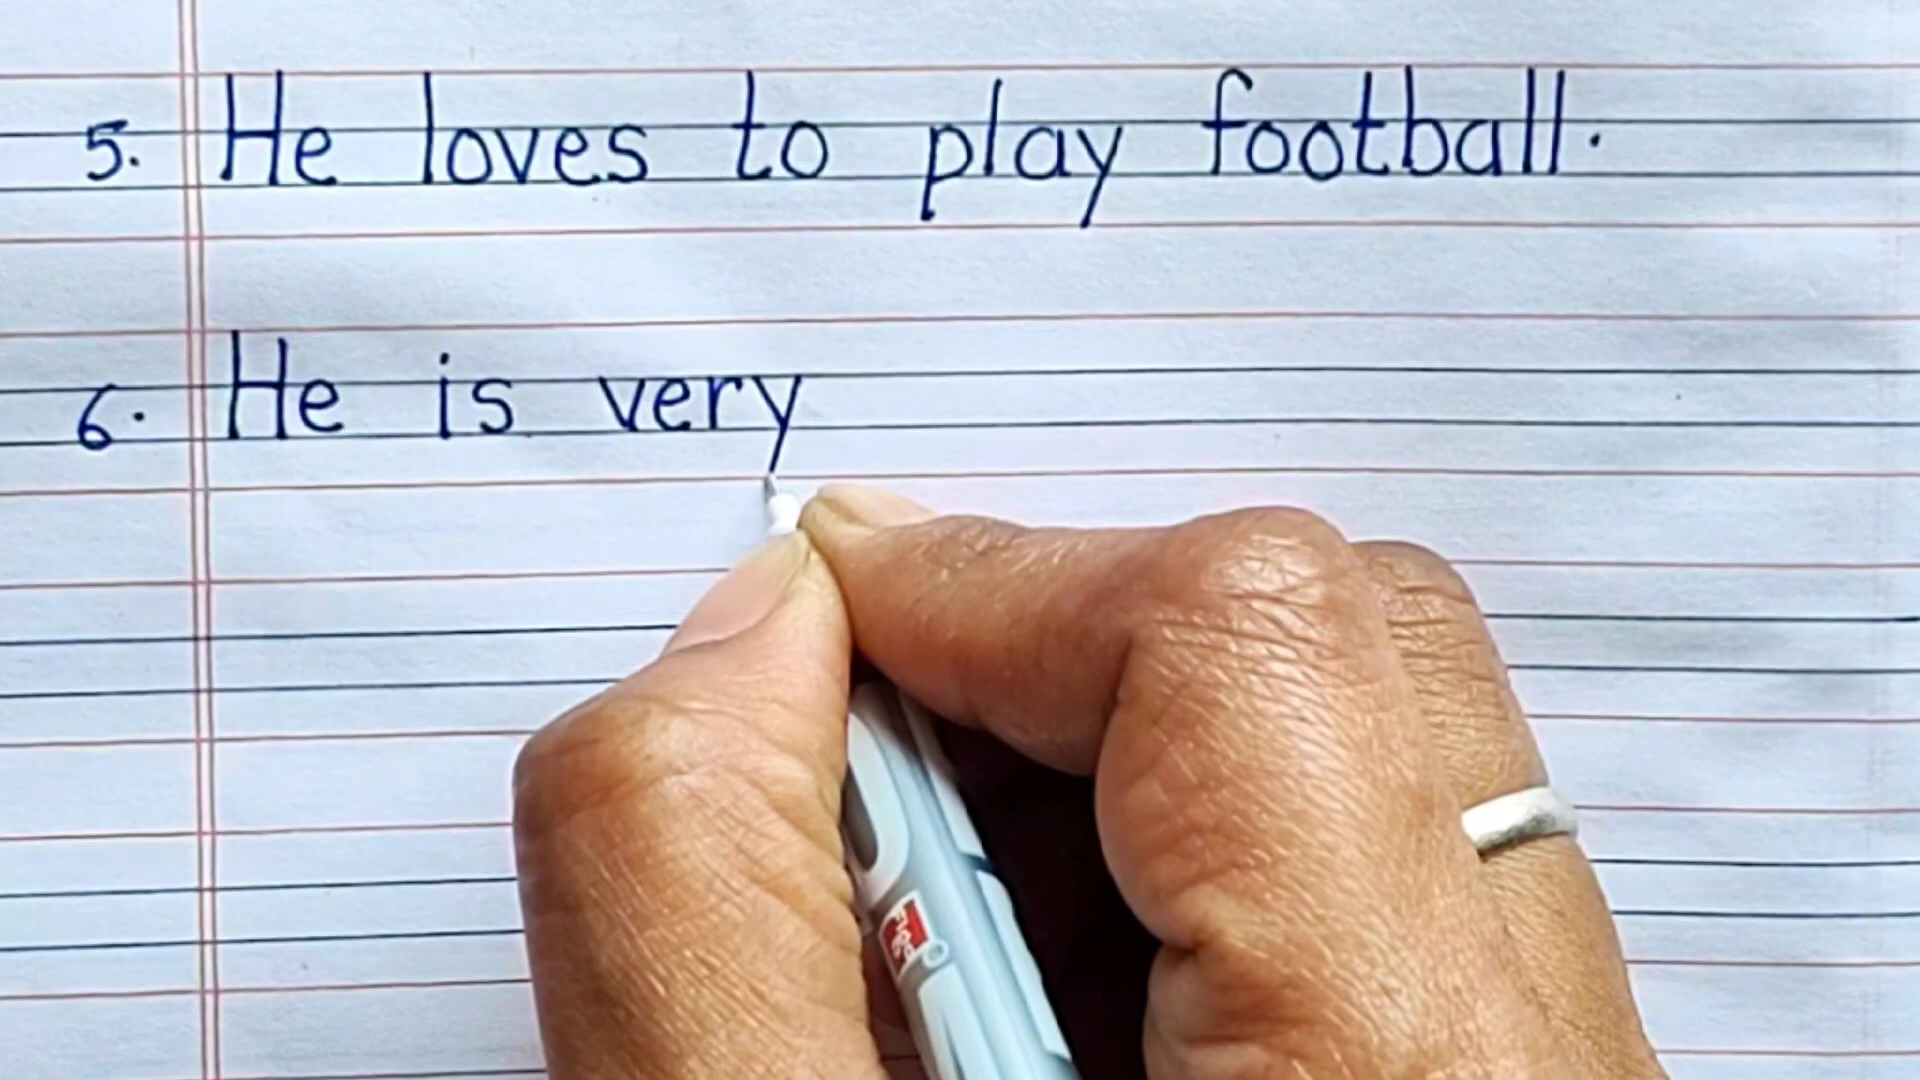 5. He loves to play football.
6. He is very